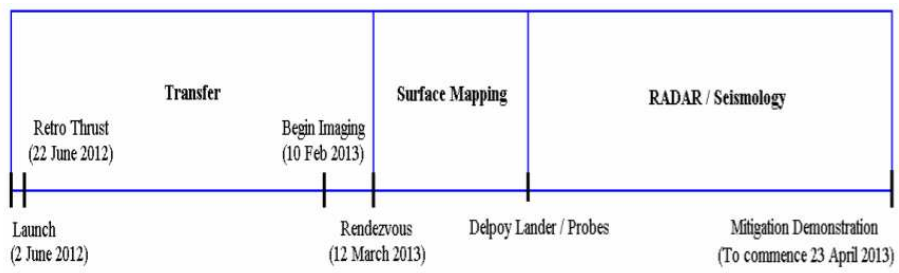 Transfer
Surface Mapping
RADAR / Seismology
Retro Thrust
(22 June 2012)
Begin Imaging
(10 Feb 2013)
Launch
(2 June 2012)
Rendezvous
(12 March 2013)
Delpoy Lander / Probes
Mitigation Demonstration
(To commence 23 April 2013)